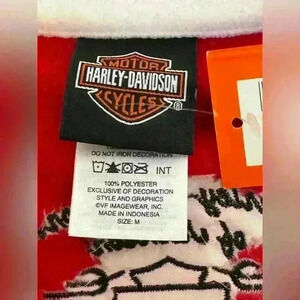 MOTOR
HARLEY-DAVIDSON
CYCLES
®
DO NOT IRON DECORATION
INT
100% POLYESTER
EXCLUSIVE OF DECORATION
STYLE AND GRAPHICS
©VF IMAGEWEAR, INC.
MADE IN INDONESIA
SIZE: M